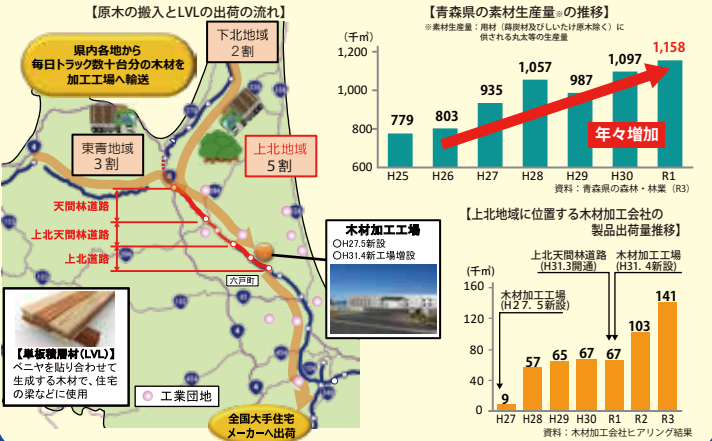 【原木の搬入とLVLの出荷の流れ】
県内各地から
毎日トラック数十台分の木材を
加工工場へ輸送
下北地域
2割
東青地域
3割
上北地域
5割
天間林道路
上北天間林道路
上北道路
六戸町
木材加工工場
○H27.5新設
○H31.4新工場増設
【単板積層材(LVL)】
ベニヤを貼り合わせて
生成する木材で、住宅
の梁などに使用
工業団地
全国大手住宅
メーカーへ出荷
【青森県の素材生産量※の推移】
※素材生産量：用材（薪炭材及びしいたけ原木除く）に
供される丸太等の生産量
(千㎥)
1,200
1,000
800
600
779
803
935
1,057
987
1,097
1,158
年々増加
H25
H26
H27
H28
H29
H30
R1
資料：青森県の森林・林業（R3）
【上北地域に位置する木材加工会社の
製品出荷量推移】
(千㎥)
上北天間林道路
(H31.3開通)
木材加工工場
(H31. 4新設)
木材加工工場
(H27. 5新設)
160
120
80
40
0
9
57
65
67
67
103
141
H27
H28
H29
H30
R1
R2
R3
資料：木材加工会社ヒアリング結果